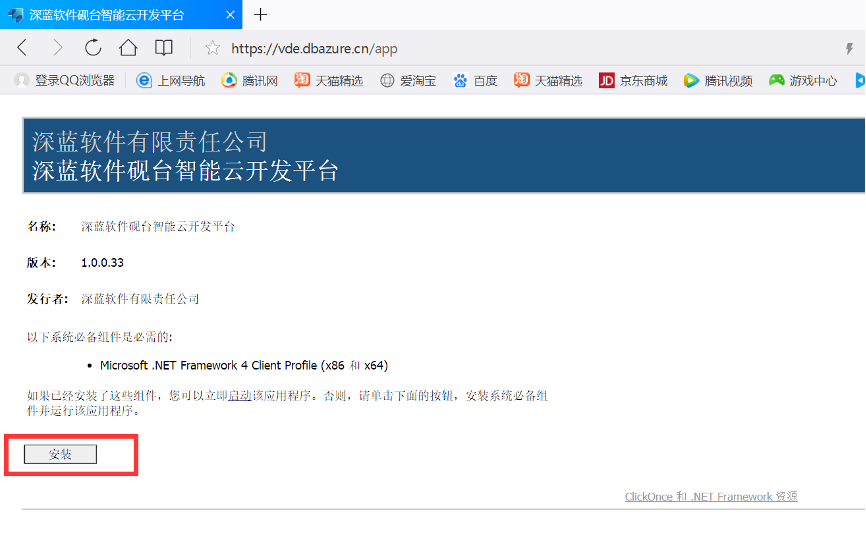 深蓝软件砚台智能云开发平台
https://vde.dbazure.cn/app
登录QQ浏览器 上网导航 腾讯网 天猫精选 爱淘宝 百度 天猫精选 JD 京东商城 腾讯视频 游戏中心
深蓝软件有限责任公司
深蓝软件砚台智能云开发平台
名称: 深蓝软件砚台智能云开发平台
版本: 1.0.0.33
发行者: 深蓝软件有限责任公司
以下系统必备组件是必需的:
• Microsoft .NET Framework 4 Client Profile (x86 和 x64)
如果已经安装了这些组件，您可以立即启动该应用程序。否则，请单击下面的按钮，安装系统必备组
件并运行该应用程序。
安装
ClickOnce 和 .NET Framework 资源